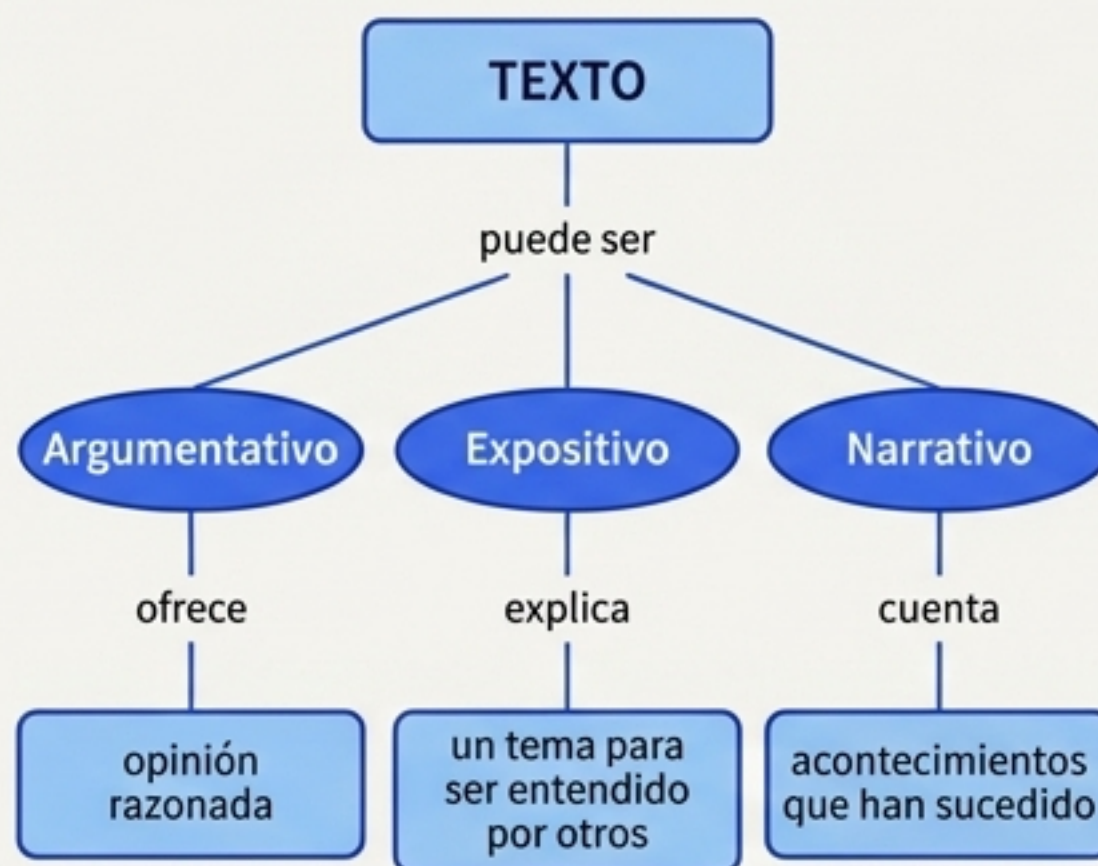 TEXTO
puede ser
Argumentativo
Expositivo
Narrativo
ofrece
explica
cuenta
opinión
razonada
un tema para
ser entendido
por otros
acontecimientos
que han sucedido